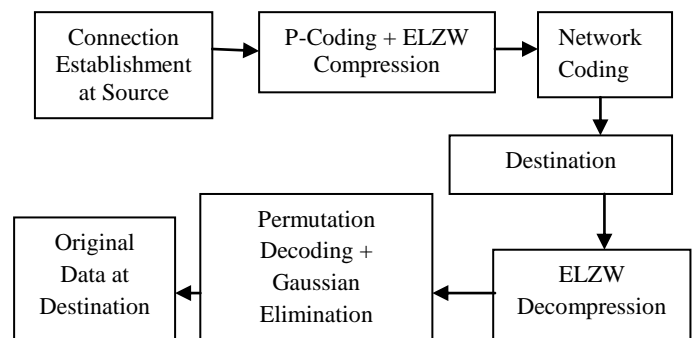 Connection
Establishment
at Source
P-Coding + ELZW
Compression
Network
Coding
Destination
ELZW
Decompression
Permutation
Decoding +
Gaussian
Elimination
Original
Data at
Destination